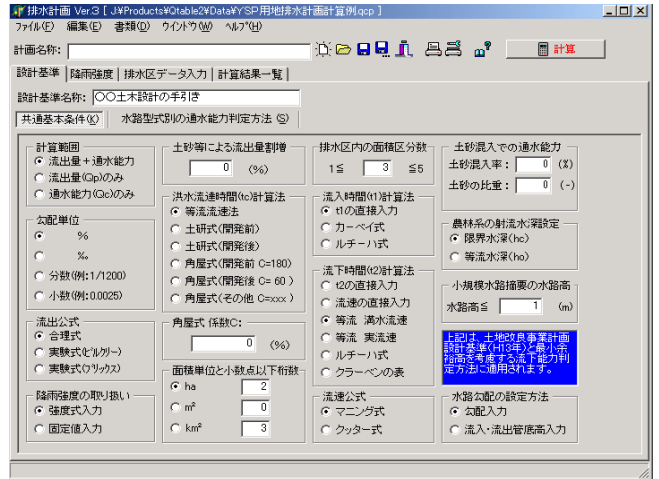 排水計画 Ver.3 [ J:¥Products¥Qtable2¥Data¥YSP用地排水計画計算例.qcp ]
ファイル(F) 編集(E) 書類(D) ウインドウ(W) ヘルプ(H)
計画名称:
計算
設計基準 降雨強度 排水区データ入力 計算結果一覧
設計基準名称: 〇〇土木設計の手引き
共通基本条件(K) 水路型式別の通水能力判定方法(S)
計算範囲
流出量+通水能力
流出量(Qp)のみ
通水能力(Qc)のみ
勾配単位
%
‰
分数(例:1/1200)
小数(例:0.0025)
流出公式
合理式
実験式(ビルクリー)
実験式(ブリックス)
降雨強度の取り扱い
強度式入力
固定値入力
土砂等による流出量割増
0 (%)
洪水流達時間(tc)計算法
等流流速法
土研式(開発前)
土研式(開発後)
角屋式(開発前 C=180)
角屋式(開発後 C= 60 )
角屋式(その他 C=xxx )
角屋式 係数C:
0 (%)
面積単位と小数点以下桁数
ha 2
m² 0
km² 3
排水区内の面積区分数
1≦ 3 ≦5
流入時間(t1)計算法
t1の直接入力
カーベイ式
ルチーハ式
流下時間(t2)計算法
t2の直接入力
流速の直接入力
等流 満水流速
等流 実流速
ルチーハ式
クラーベンの表
流速公式
マニング式
クッター式
土砂混入での通水能力
土砂混入率: 0 (%)
土砂の比重: 0 (-)
農林系の射流水深設定
限界水深(hc)
等流水深(ho)
小規模水路摘要の水路高
水路高≦ 1 (m)
上記は、土地改良事業計画
設計基準(H13年)と最小余
裕高を考慮する流下能力判
定方法に適用されます。
水路勾配の設定方法
勾配入力
流入・流出管底高入力